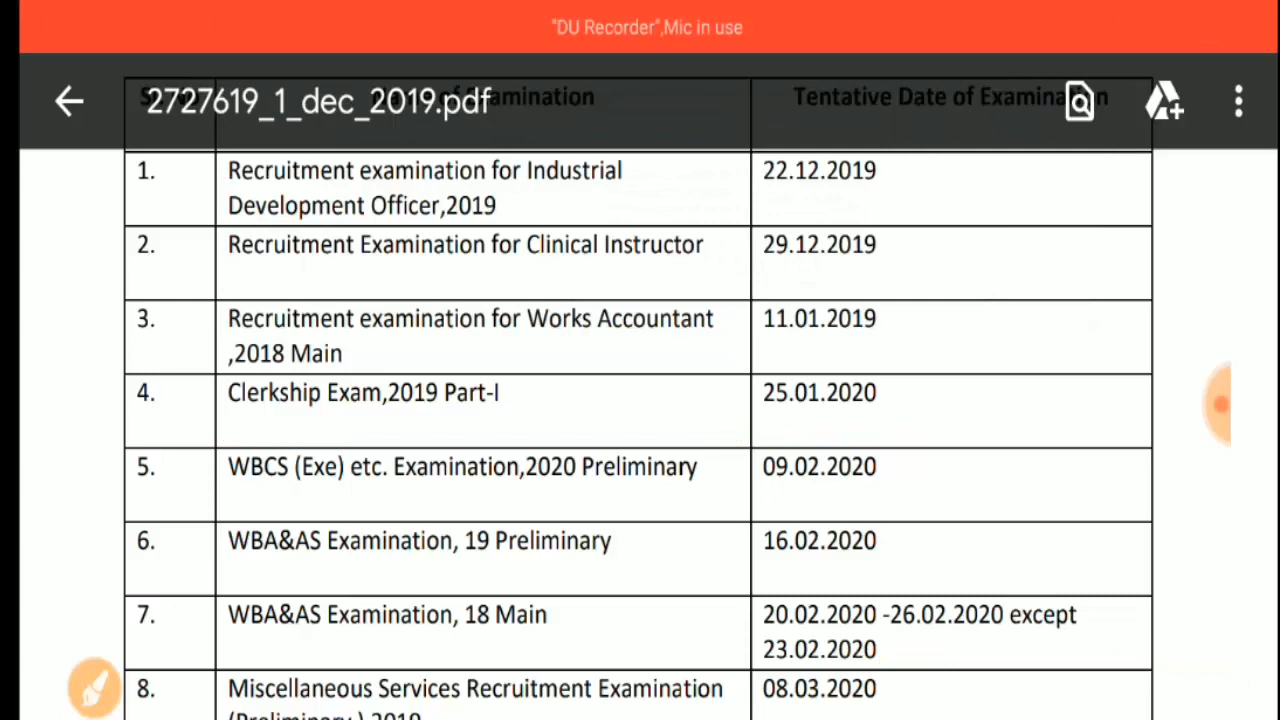 "DU Recorder",Mic in use
2727619_1_dec_2019.pdf
Examination
Tentative Date of Examination
1. Recruitment examination for Industrial 22.12.2019
Development Officer,2019
2. Recruitment Examination for Clinical Instructor 29.12.2019
3. Recruitment examination for Works Accountant 11.01.2019
,2018 Main
4. Clerkship Exam,2019 Part-I 25.01.2020
5. WBCS (Exe) etc. Examination,2020 Preliminary 09.02.2020
6. WBA&AS Examination, 19 Preliminary 16.02.2020
7. WBA&AS Examination, 18 Main 20.02.2020 -26.02.2020 except
23.02.2020
8. Miscellaneous Services Recruitment Examination 08.03.2020
(Preliminary ) 2019